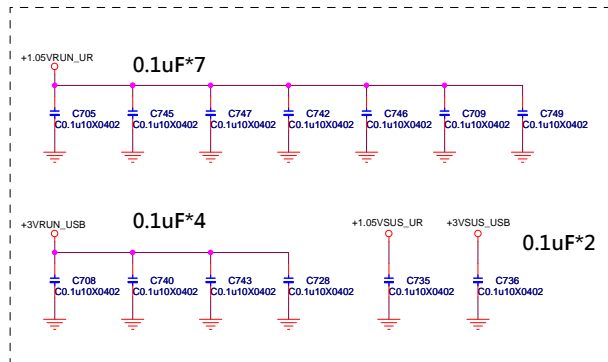 +1.05VRUN_UR
0.1uF*7
C705 C745 C747 C742 C746 C709 C749
C0.1u10X0402 C0.1u10X0402 C0.1u10X0402 C0.1u10X0402 C0.1u10X0402 C0.1u10X0402 C0.1u10X0402
+3VRUN_USB
0.1uF*4
+1.05VSUS_UR
+3VSUS_USB
0.1uF*2
C708 C740 C743 C728 C735 C736
C0.1u10X0402 C0.1u10X0402 C0.1u10X0402 C0.1u10X0402 C0.1u10X0402 C0.1u10X0402